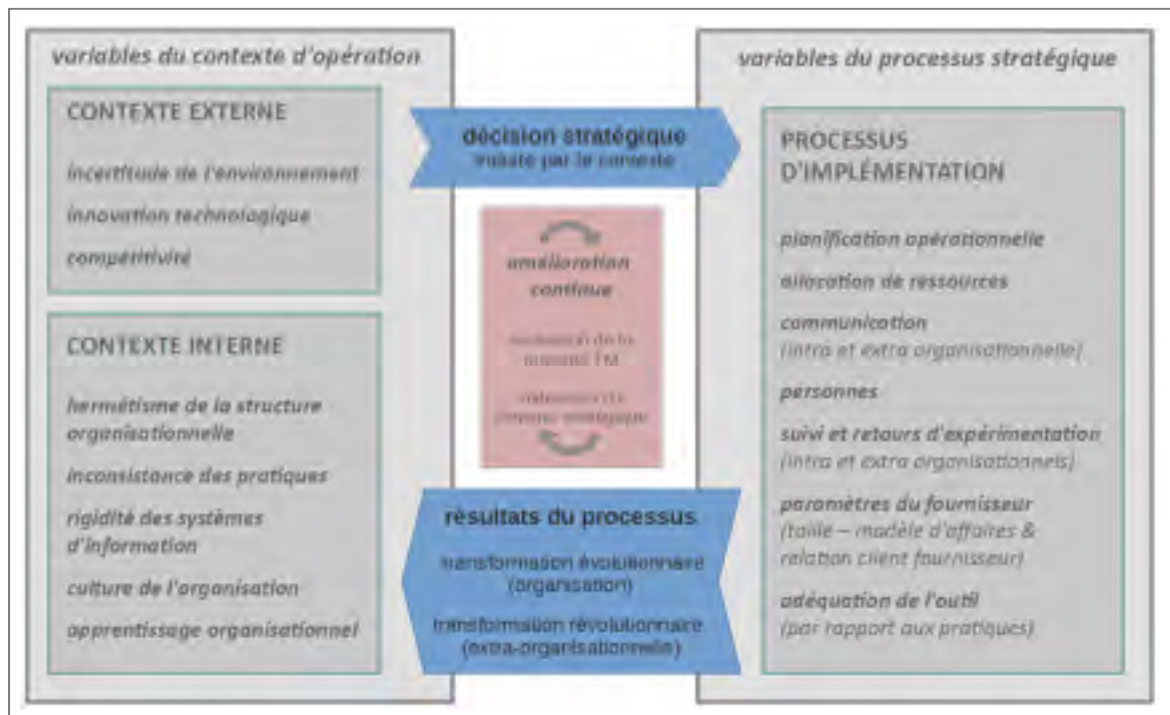 variables du contexte d'opération
CONTEXTE EXTERNE
incertitude de l'environnement
innovation technologique
compétitivité
CONTEXTE INTERNE
hermétisme de la structure
organisationnelle
inconsistance des pratiques
rigidité des systèmes
d'information
culture de l'organisation
apprentissage organisationnel
décision stratégique
induite par le contexte
amélioration
continue
de la
résultats du processus
transformation évolutionnaire
(organisation)
transformation révolutionnaire
(extra-organisationnelle)
variables du processus stratégique
PROCESSUS
D'IMPLÉMENTATION
planification opérationnelle
allocation de ressources
communication
(intra et extra organisationnelle)
personnes
suivi et retours d'expérimentation
(intra et extra organisationnels)
paramètres du fournisseur
(taille – modèle d'affaires &
relation client fournisseur)
adéquation de l'outil
(par rapport aux pratiques)